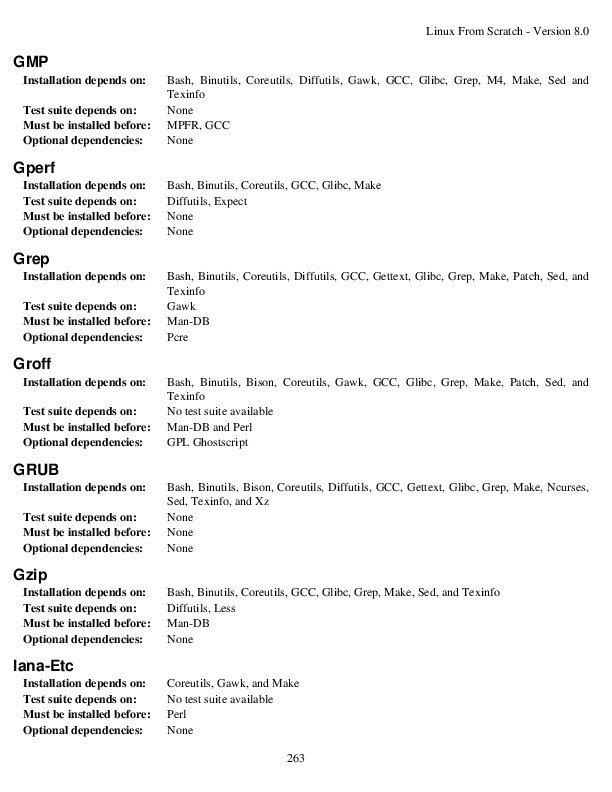 Linux From Scratch - Version 8.0
GMP
Installation depends on: Bash, Binutils, Coreutils, Diffutils, Gawk, GCC, Glibc, Grep, M4, Make, Sed and
Texinfo
Test suite depends on: None
Must be installed before: MPFR, GCC
Optional dependencies: None
Gperf
Installation depends on: Bash, Binutils, Coreutils, GCC, Glibc, Make
Test suite depends on: Diffutils, Expect
Must be installed before: None
Optional dependencies: None
Grep
Installation depends on: Bash, Binutils, Coreutils, Diffutils, GCC, Gettext, Glibc, Grep, Make, Patch, Sed, and
Texinfo
Test suite depends on: Gawk
Must be installed before: Man-DB
Optional dependencies: Pcre
Groff
Installation depends on: Bash, Binutils, Bison, Coreutils, Gawk, GCC, Glibc, Grep, Make, Patch, Sed, and
Texinfo
Test suite depends on: No test suite available
Must be installed before: Man-DB and Perl
Optional dependencies: GPL Ghostscript
GRUB
Installation depends on: Bash, Binutils, Bison, Coreutils, Diffutils, GCC, Gettext, Glibc, Grep, Make, Ncurses,
Sed, Texinfo, and Xz
Test suite depends on: None
Must be installed before: None
Optional dependencies: None
Gzip
Installation depends on: Bash, Binutils, Coreutils, GCC, Glibc, Grep, Make, Sed, and Texinfo
Test suite depends on: Diffutils, Less
Must be installed before: Man-DB
Optional dependencies: None
Iana-Etc
Installation depends on: Coreutils, Gawk, and Make
Test suite depends on: No test suite available
Must be installed before: Perl
Optional dependencies: None
263